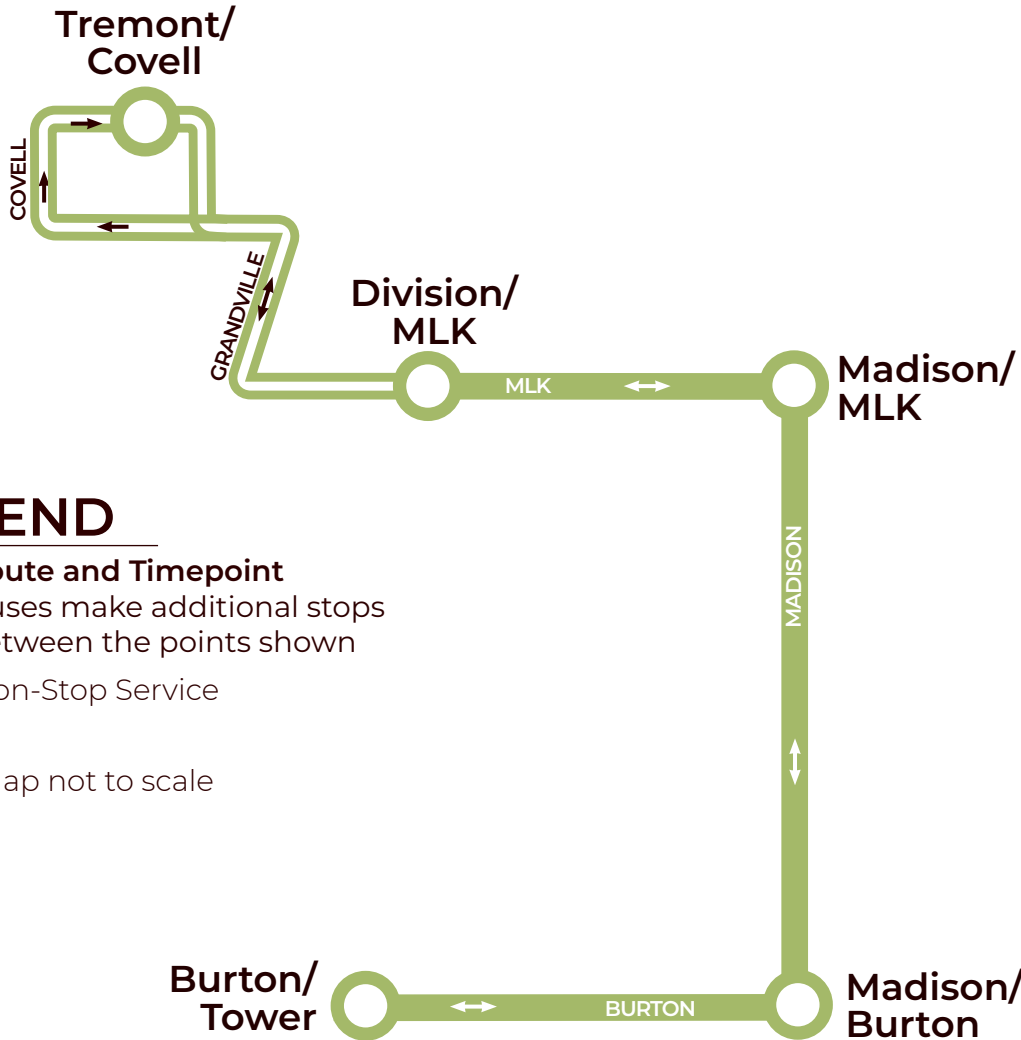 Tremont/
Covell
COVELL
GRANDVILLE
Division/
MLK
MLK
Madison/
MLK
MADISON
END
oute and Timepoint
uses make additional stops
etween the points shown
on-Stop Service
ap not to scale
Burton/
Tower
BURTON
Madison/
Burton